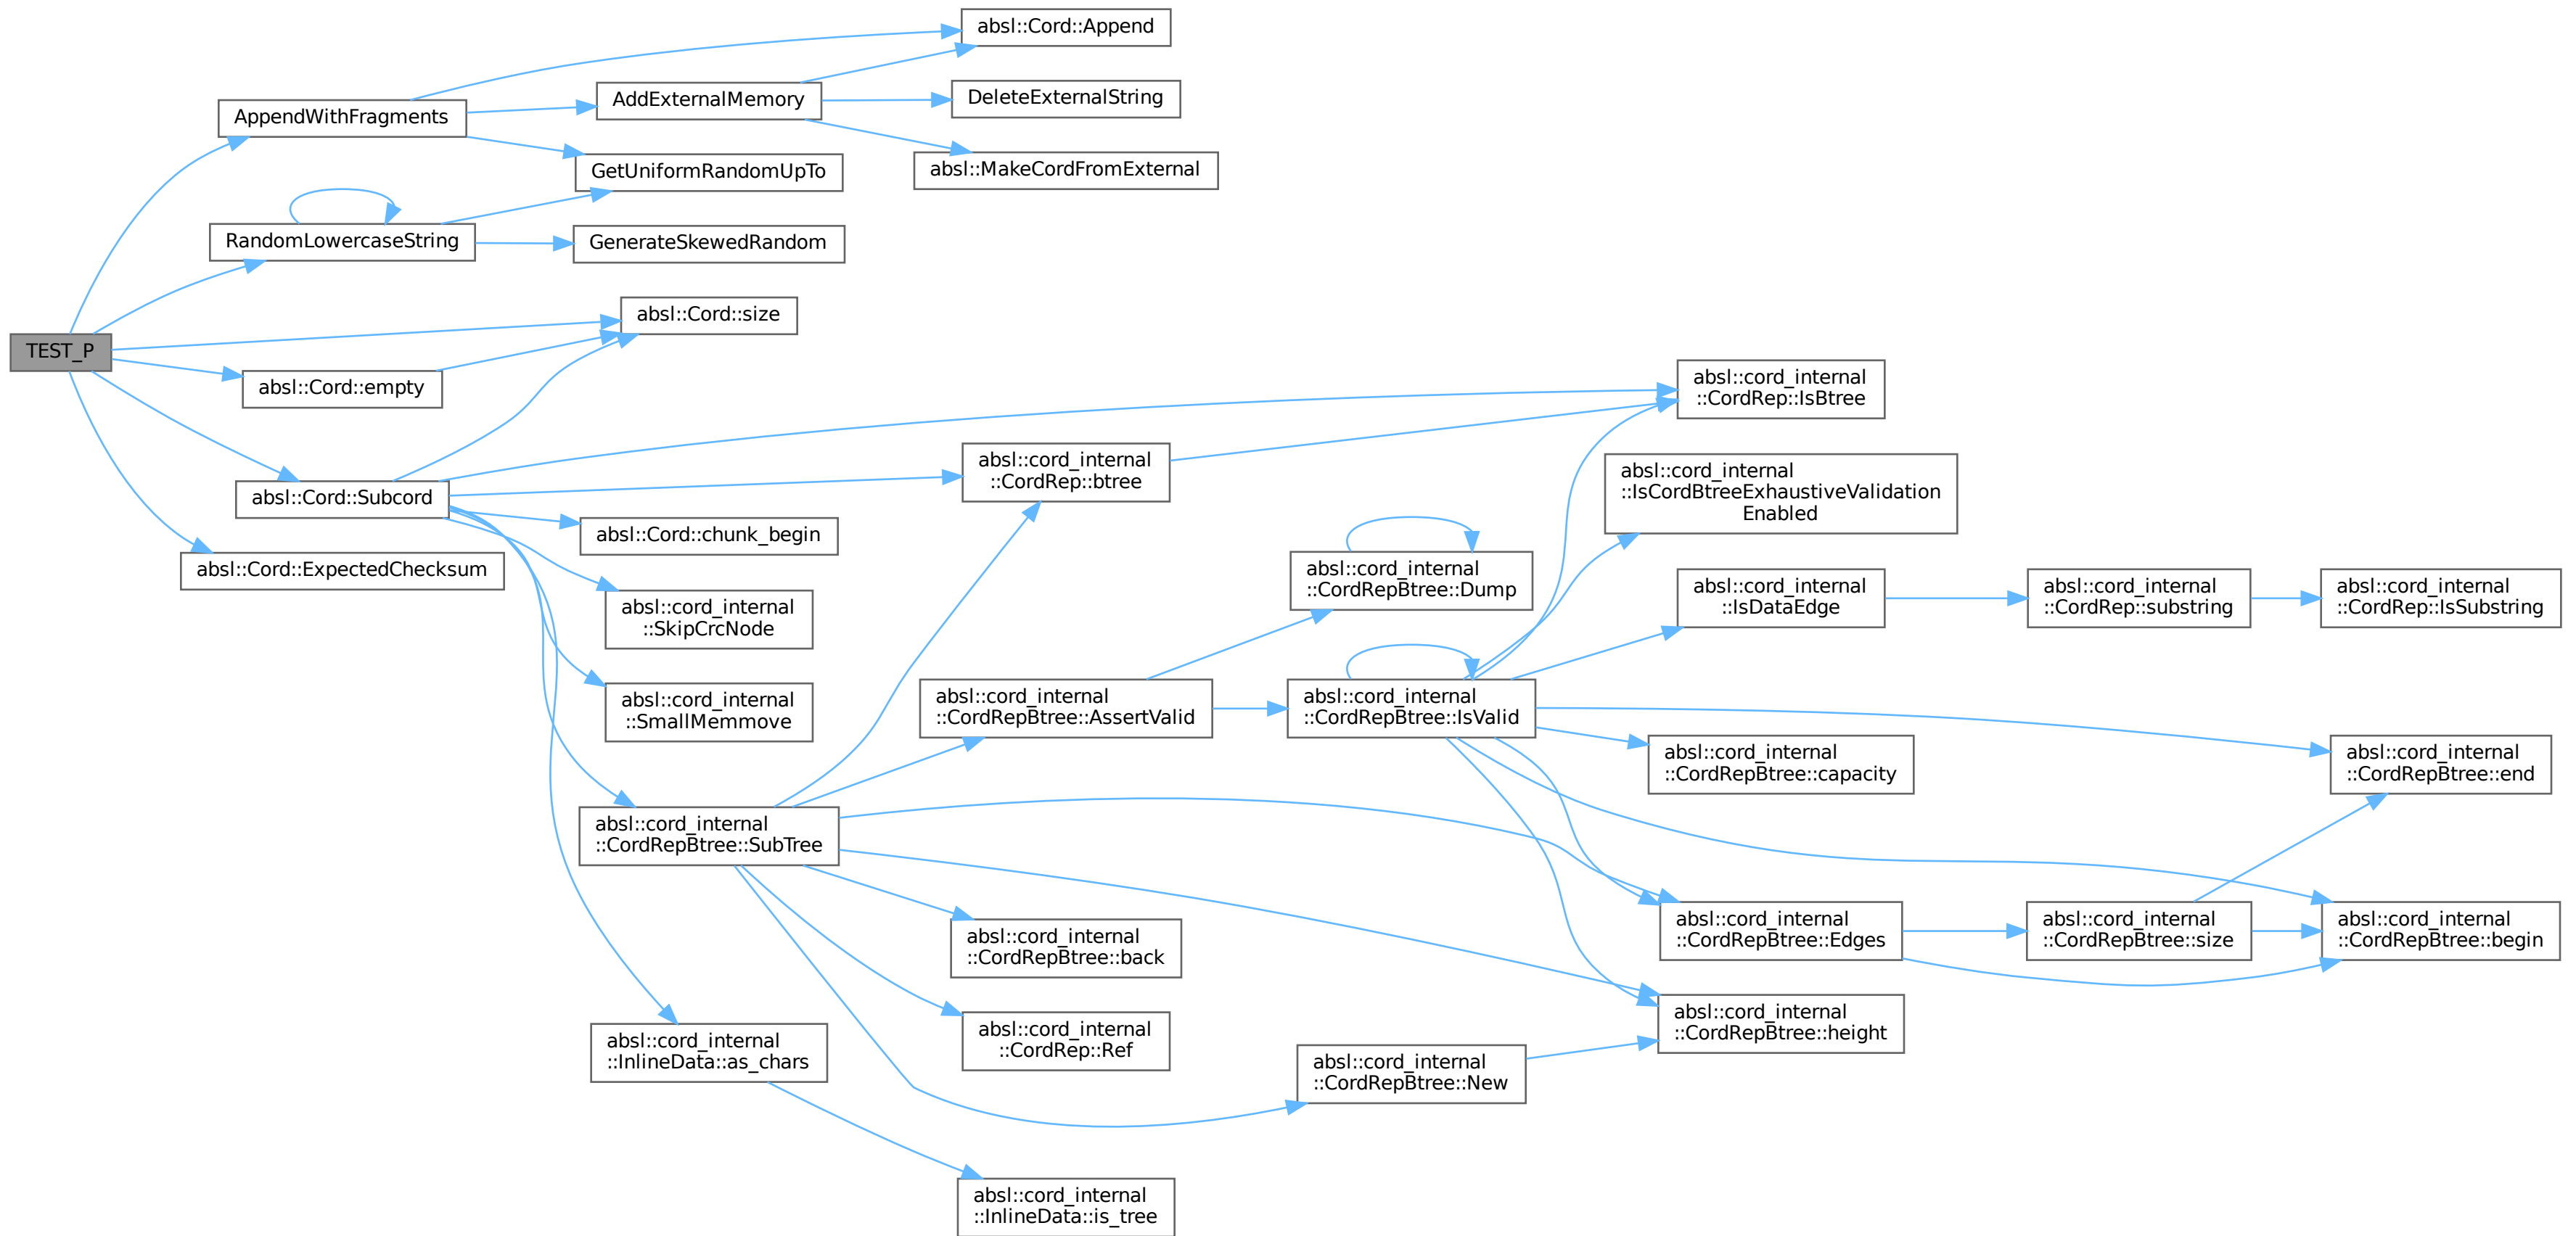 absl::Cord::Append
AppendWithFragments
AddExternalMemory
DeleteExternalString
GetUniformRandomUpTo
absl::MakeCordFromExternal
RandomLowercaseString
GenerateSkewedRandom
absl::Cord::size
TEST_P
absl::Cord::empty
absl::cord_internal
::CordRep::IsBtree
absl::cord_internal
::CordRep::btree
absl::cord_internal
::IsCordBtreeExhaustiveValidation
Enabled
absl::Cord::Subcord
absl::Cord::chunk_begin
absl::Cord::ExpectedChecksum
absl::cord_internal
::CordRepBtree::Dump
absl::cord_internal
::SkipCrcNode
absl::cord_internal
::IsDataEdge
absl::cord_internal
::CordRep::substring
absl::cord_internal
::CordRep::IsSubstring
absl::cord_internal
::SmallMemmove
absl::cord_internal
::CordRepBtree::AssertValid
absl::cord_internal
::CordRepBtree::IsValid
absl::cord_internal
::CordRepBtree::capacity
absl::cord_internal
::CordRepBtree::end
absl::cord_internal
::CordRepBtree::SubTree
absl::cord_internal
::CordRepBtree::back
absl::cord_internal
::CordRepBtree::Edges
absl::cord_internal
::CordRepBtree::size
absl::cord_internal
::CordRepBtree::begin
absl::cord_internal
::InlineData::as_chars
absl::cord_internal
::CordRep::Ref
absl::cord_internal
::CordRepBtree::New
absl::cord_internal
::CordRepBtree::height
absl::cord_internal
::InlineData::is_tree